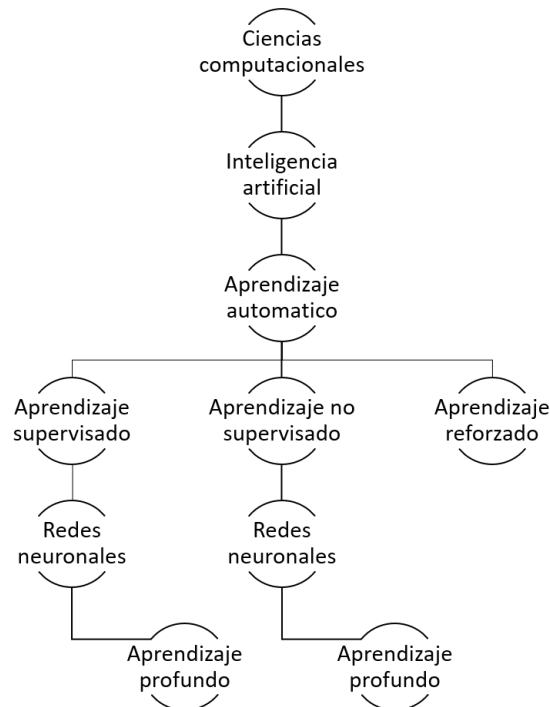 Ciencias
computacionales
Inteligencia
artificial
Aprendizaje
automatico
Aprendizaje
supervisado
Aprendizaje no
supervisado
Aprendizaje
reforzado
Redes
neuronales
Redes
neuronales
Aprendizaje
profundo
Aprendizaje
profundo